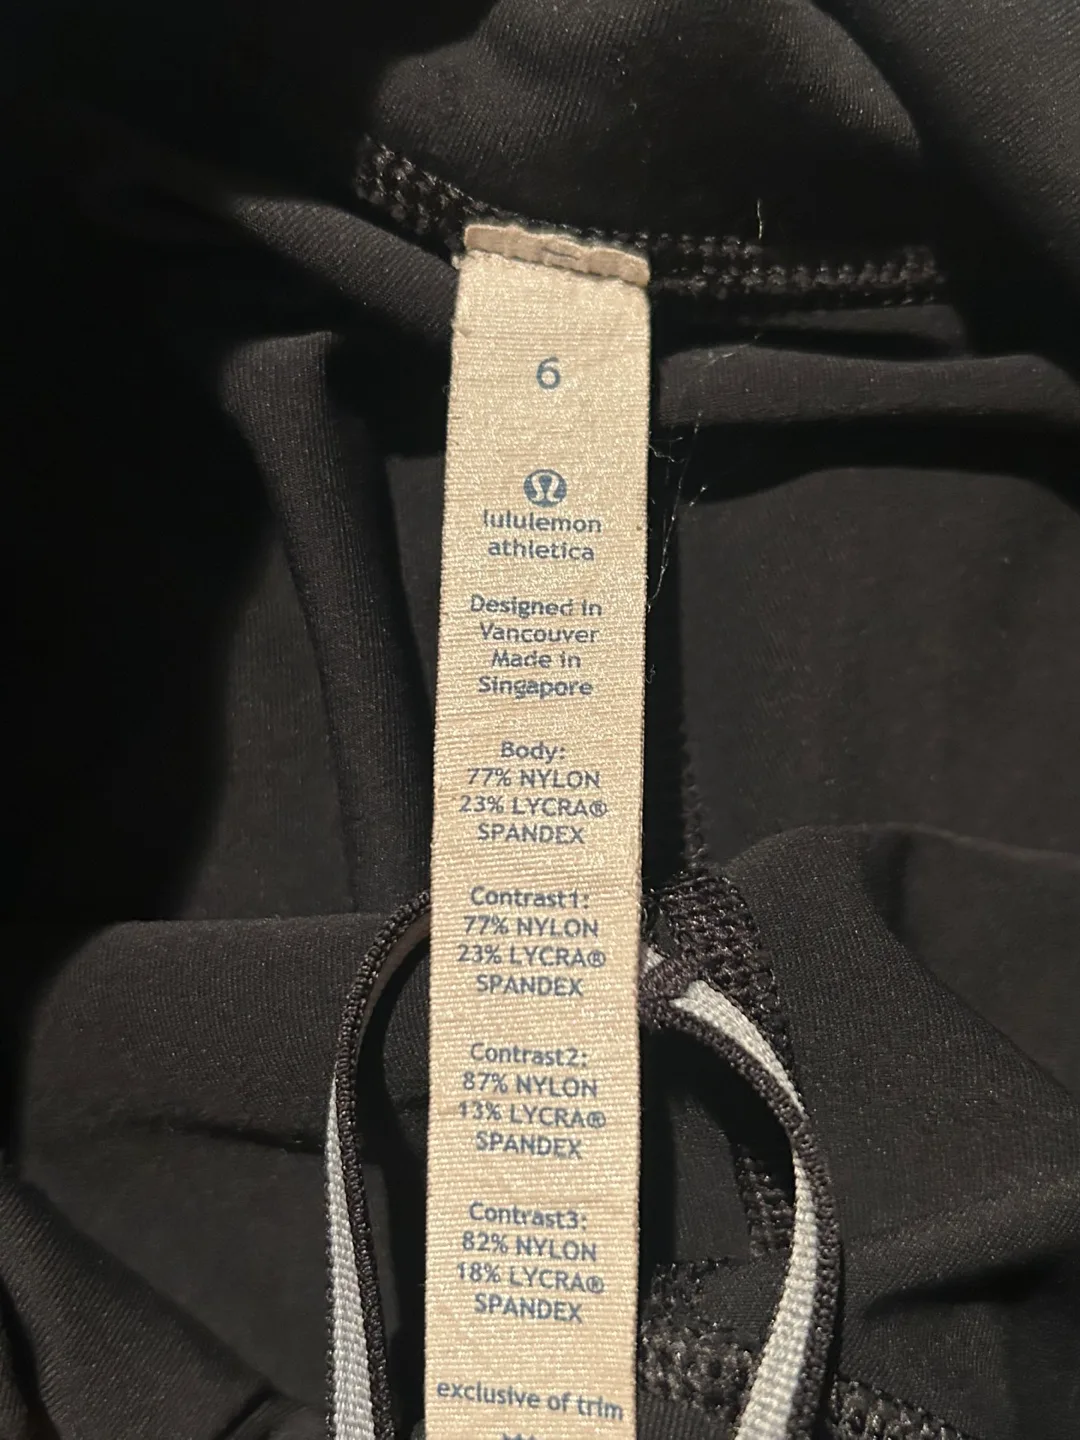 6
lululemon
athletica
Designed in
Vancouver
Made in
Singapore
Body:
77% NYLON
23% LYCRA®
SPANDEX
Contrast1:
77% NYLON
23% LYCRA®
SPANDEX
Contrast2:
87% NYLON
13% LYCRA®
SPANDEX
Contrast3:
82% NYLON
18% LYCRA®
SPANDEX
exclusive of trim